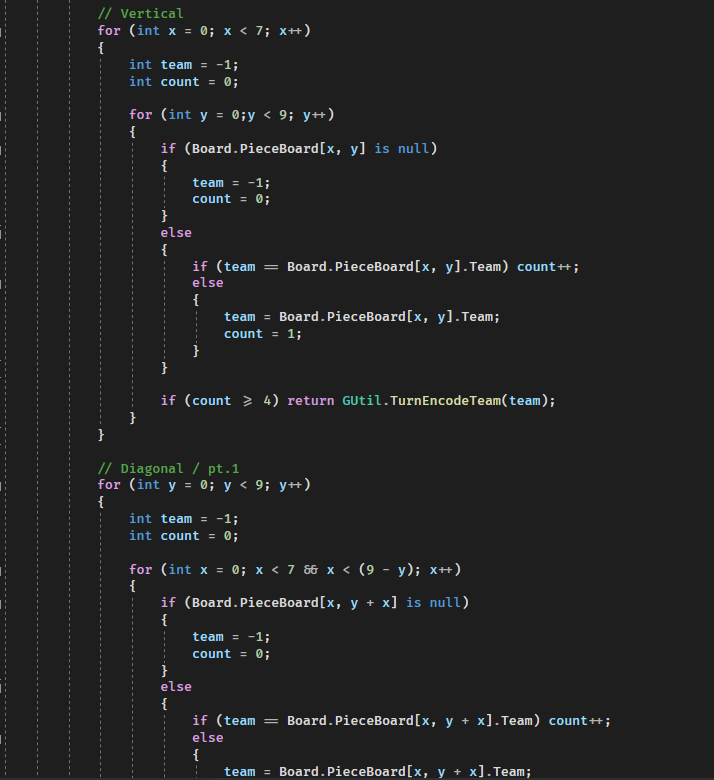 // Vertical
for (int x = 0; x < 7; x++)
{
int team = -1;
int count = 0;
for (int y = 0;y < 9; y++)
{
if (Board.PieceBoard[x, y] is null)
{
team = -1;
count = 0;
}
else
{
if (team == Board.PieceBoard[x, y].Team) count++;
else
{
team = Board.PieceBoard[x, y].Team;
count = 1;
}
}
if (count >= 4) return GUtil.TurnEncodeTeam(team);
}
}
// Diagonal / pt.1
for (int y = 0; y < 9; y++)
{
int team = -1;
int count = 0;
for (int x = 0; x < 7 && x < (9 - y); x++)
{
if (Board.PieceBoard[x, y + x] is null)
{
team = -1;
count = 0;
}
else
{
if (team == Board.PieceBoard[x, y + x].Team) count++;
else
{
team = Board.PieceBoard[x, y + x].Team;